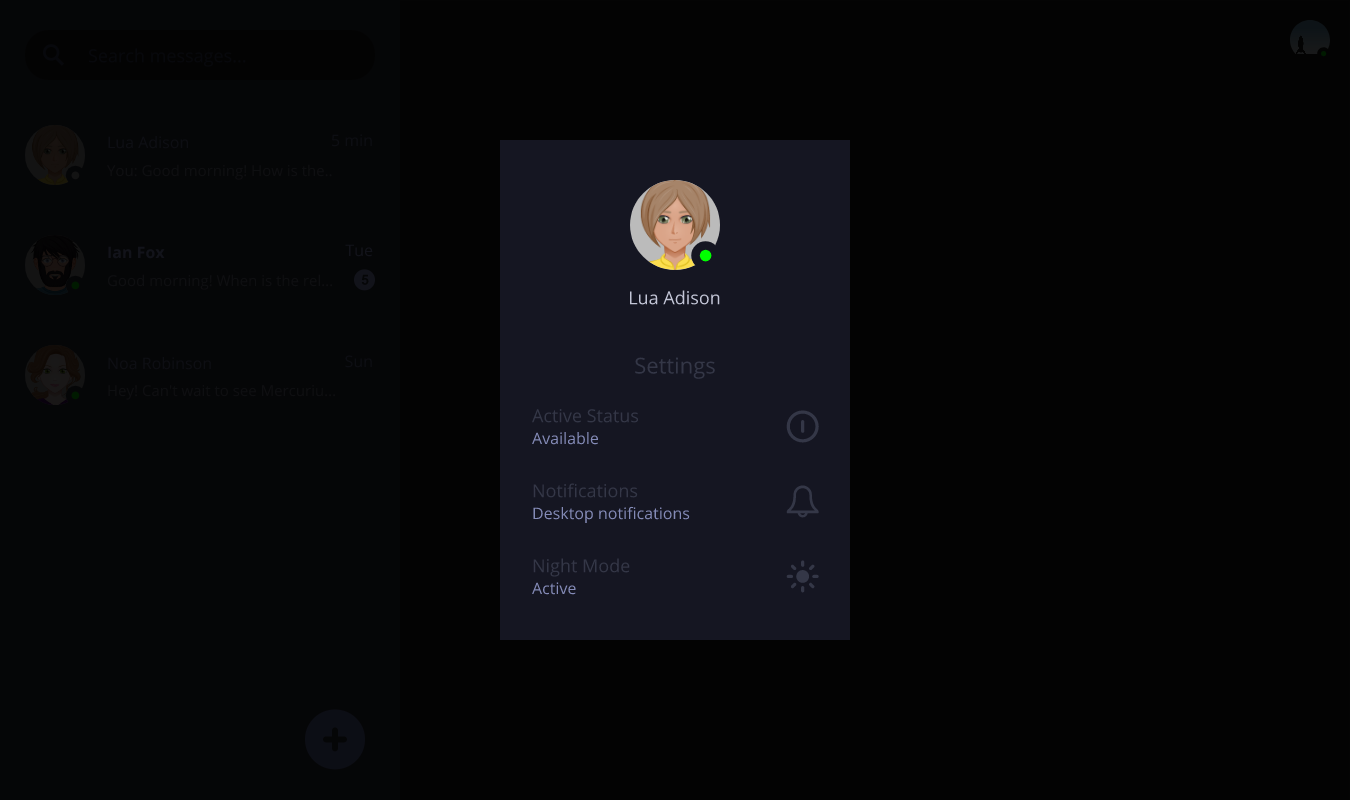 Search messages...
Lua Adison
5 min
You: Good morning! How is the...
Ian Fox
Tue
Good morning! When is the rel...
5
Noa Robinson
Sun
Hey! Can't wait to see Mercuriu...
Lua Adison
Settings
Active Status
Available
Notifications
Desktop notifications
Night Mode
Active